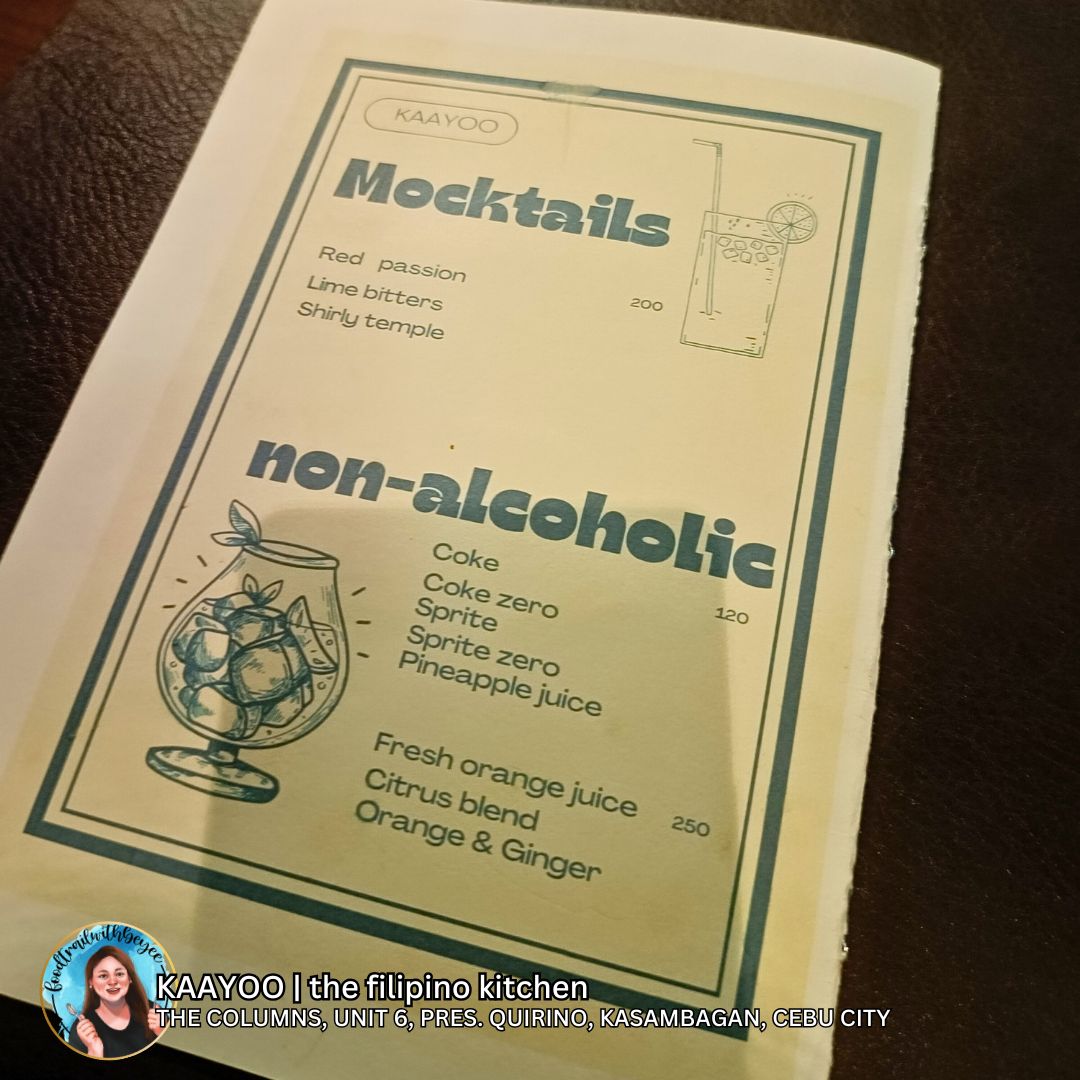 KAAYOO
Mocktails
Red passion
Lime bitters
200
Shirly temple
non-alcoholic
Coke
Coke zero
120
Sprite
Sprite zero
Pineapple juice
Fresh orange juice
Citrus blend
250
Orange & Ginger
foodtrailwithbeyee
KAAYOO | the filipino kitchen
THE COLUMNS, UNIT 6, PRES. QUIRINO, KASAMBAGAN, CEBU CITY